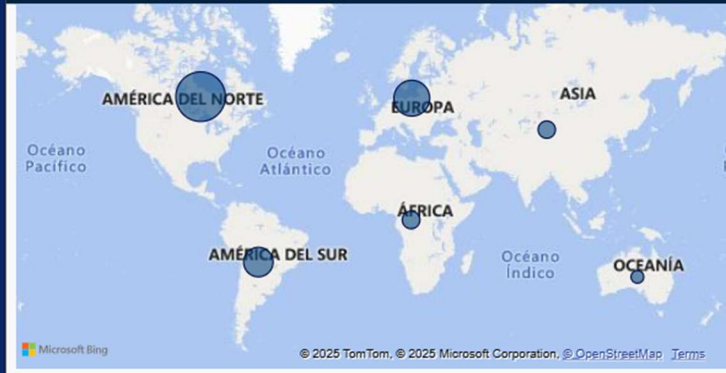 AMÉRICA DEL NORTE
EUROPA
ASIA
Océano
Pacífico
Océano
Atlántico
ÁFRICA
AMÉRICA DEL SUR
Océano
Índico
OCEANÍA
Microsoft Bing
© 2025 TomTom, © 2025 Microsoft Corporation, © OpenStreetMap Terms